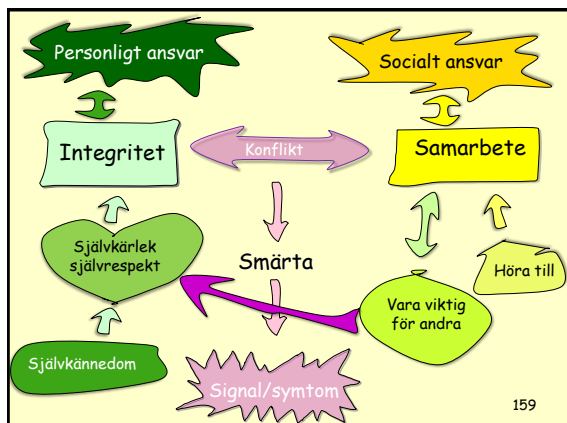 Personligt ansvar
Socialt ansvar
Integritet
Konflikt
Samarbete
Självkärlek
självrespekt
Smärta
Höra till
Vara viktig
för andra
Självkännedom
Signal/symtom
159